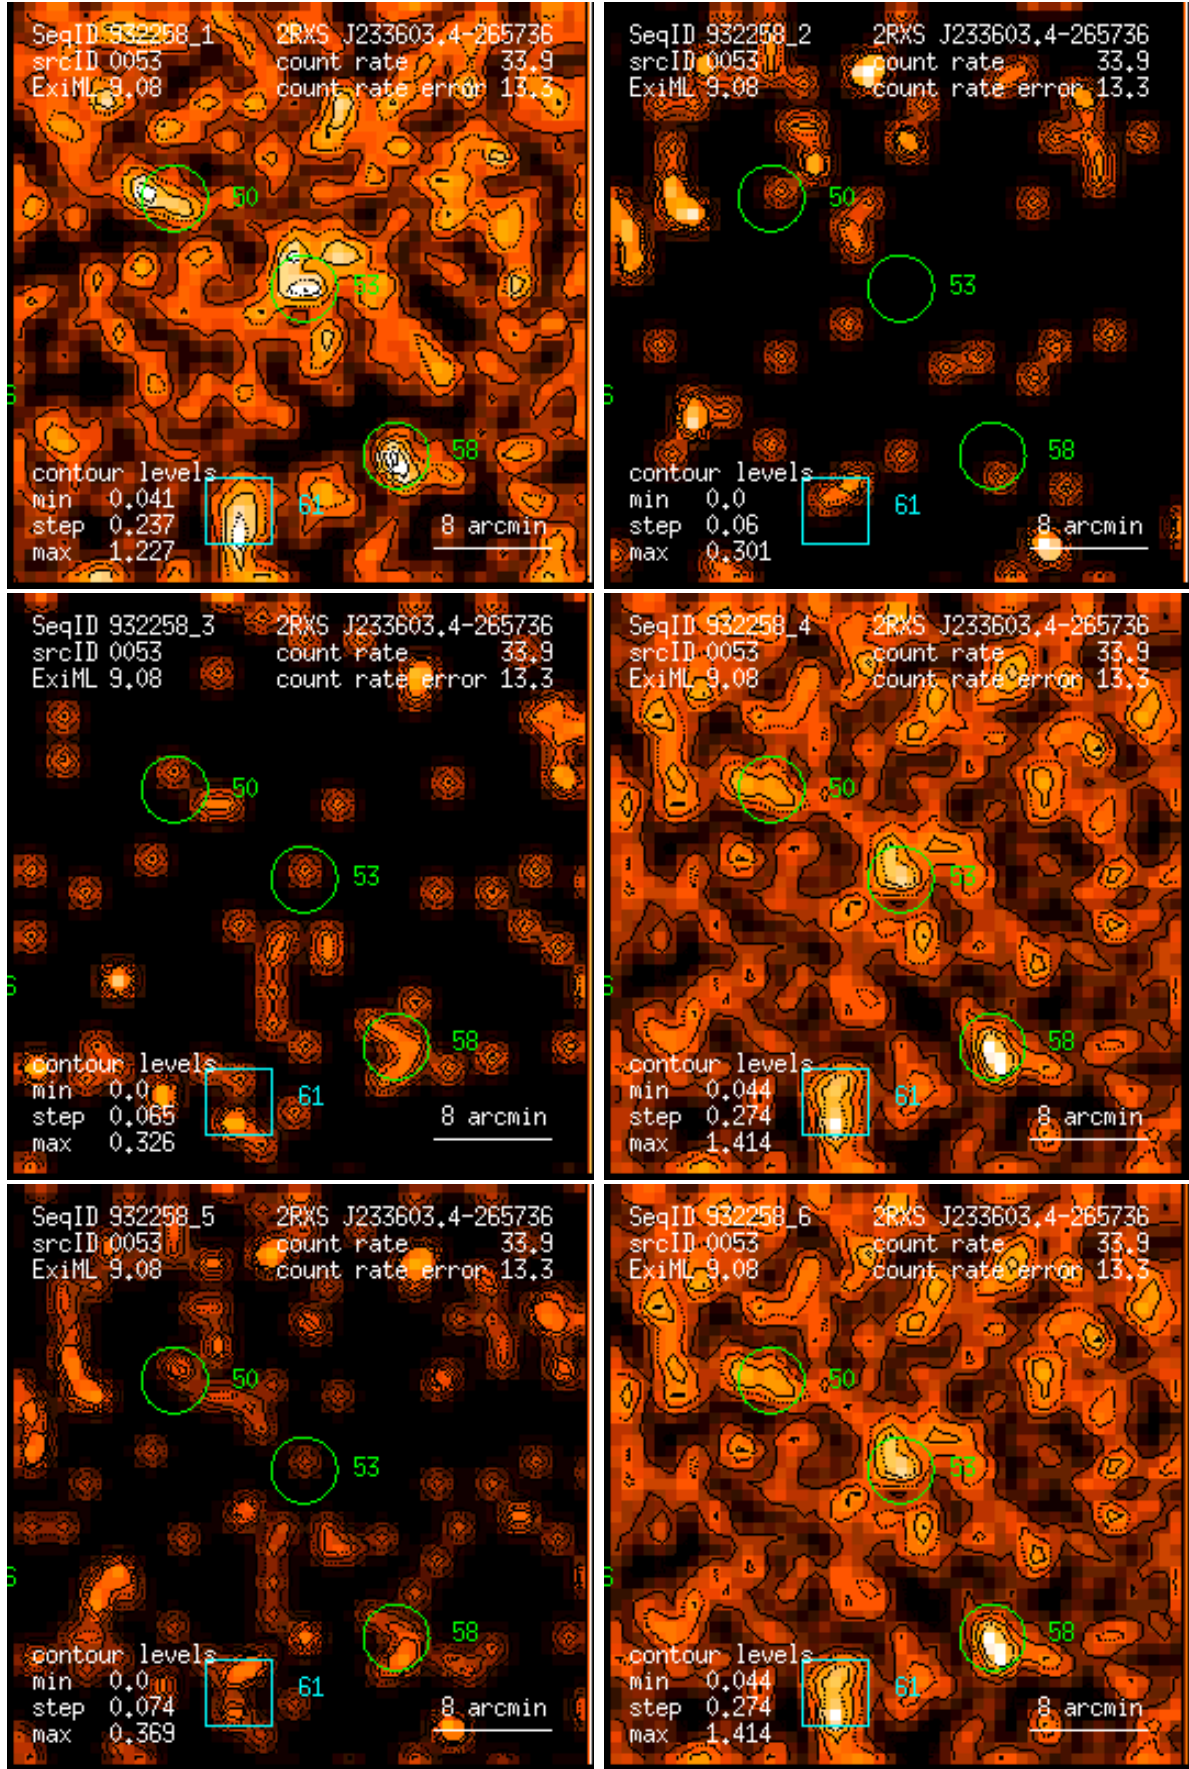 SeqID 932258_1 2RXS J233603.4-265736
srcID 0053 count rate 33.9
ExiML 9.08 count rate error 13.3
50
53
6
58
contour levels
min 0.041
61
step 0.237
8 arcmin
max 1.227
SeqID 932258_2 2RXS J233603.4-265736
srcID 0053 count rate 33.9
ExiML 9.08 count rate error 13.3
50
53
6
58
contour levels
min 0.0
61
step 0.06
8 arcmin
max 0.301
SeqID 932258_3 2RXS J233603.4-265736
srcID 0053 count rate 33.9
ExiML 9.08 count rate error 13.3
50
53
6
58
contour levels
min 0.0
61
step 0.065
8 arcmin
max 0.326
SeqID 932258_4 2RXS J233603.4-265736
srcID 0053 count rate 33.9
ExiML 9.08 count rate error 13.3
50
53
6
58
contour levels
min 0.044
61
step 0.274
8 arcmin
max 1.414
SeqID 932258_5 2RXS J233603.4-265736
srcID 0053 count rate 33.9
ExiML 9.08 count rate error 13.3
50
53
6
58
contour levels
min 0.0
61
step 0.074
8 arcmin
max 0.369
SeqID 932258_6 2RXS J233603.4-265736
srcID 0053 count rate 33.9
ExiML 9.08 count rate error 13.3
50
53
6
58
contour levels
min 0.044
61
step 0.274
8 arcmin
max 1.414